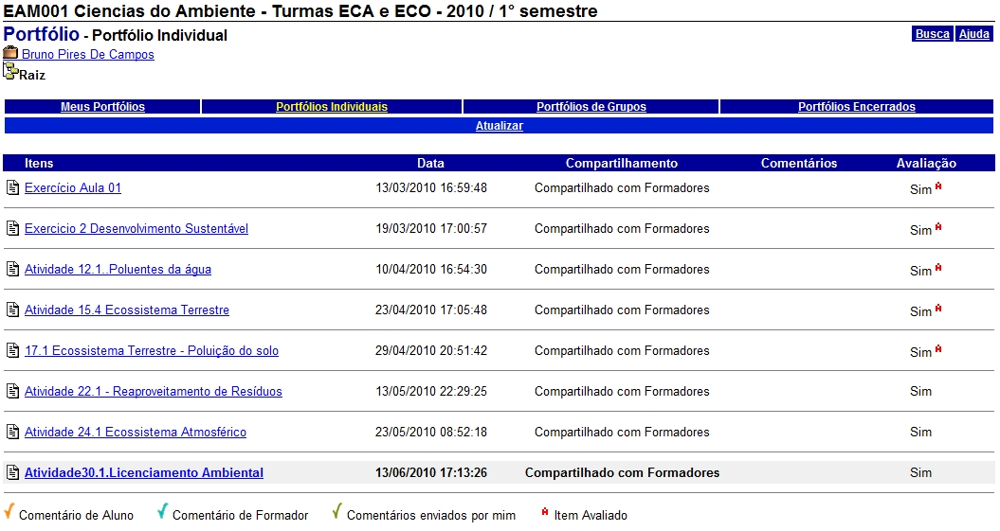 EAM001 Ciencias do Ambiente - Turmas ECA e ECO - 2010 / 1° semestre
Portfólio - Portfólio Individual Busca Ajuda
Bruno Pires De Campos
Raiz
Meus Portfólios Portfólios Individuais Portfólios de Grupos Portfólios Encerrados
Atualizar
Itens Data Compartilhamento Comentários Avaliação
Exercício Aula 01 13/03/2010 16:59:48 Compartilhado com Formadores Sim A
Exercicio 2 Desenvolvimento Sustentável 19/03/2010 17:00:57 Compartilhado com Formadores Sim A
Atividade 12.1..Poluentes da água 10/04/2010 16:54:30 Compartilhado com Formadores Sim A
Atividade 15.4 Ecossistema Terrestre 23/04/2010 17:05:48 Compartilhado com Formadores Sim A
17.1 Ecossistema Terrestre - Poluição do solo 29/04/2010 20:51:42 Compartilhado com Formadores Sim A
Atividade 22.1 - Reaproveitamento de Resíduos 13/05/2010 22:29:25 Compartilhado com Formadores Sim
Atividade 24.1 Ecossistema Atmosférico 23/05/2010 08:52:18 Compartilhado com Formadores Sim
Atividade30.1.Licenciamento Ambiental 13/06/2010 17:13:26 Compartilhado com Formadores Sim
Comentário de Aluno Comentário de Formador Comentários enviados por mim A Item Avaliado